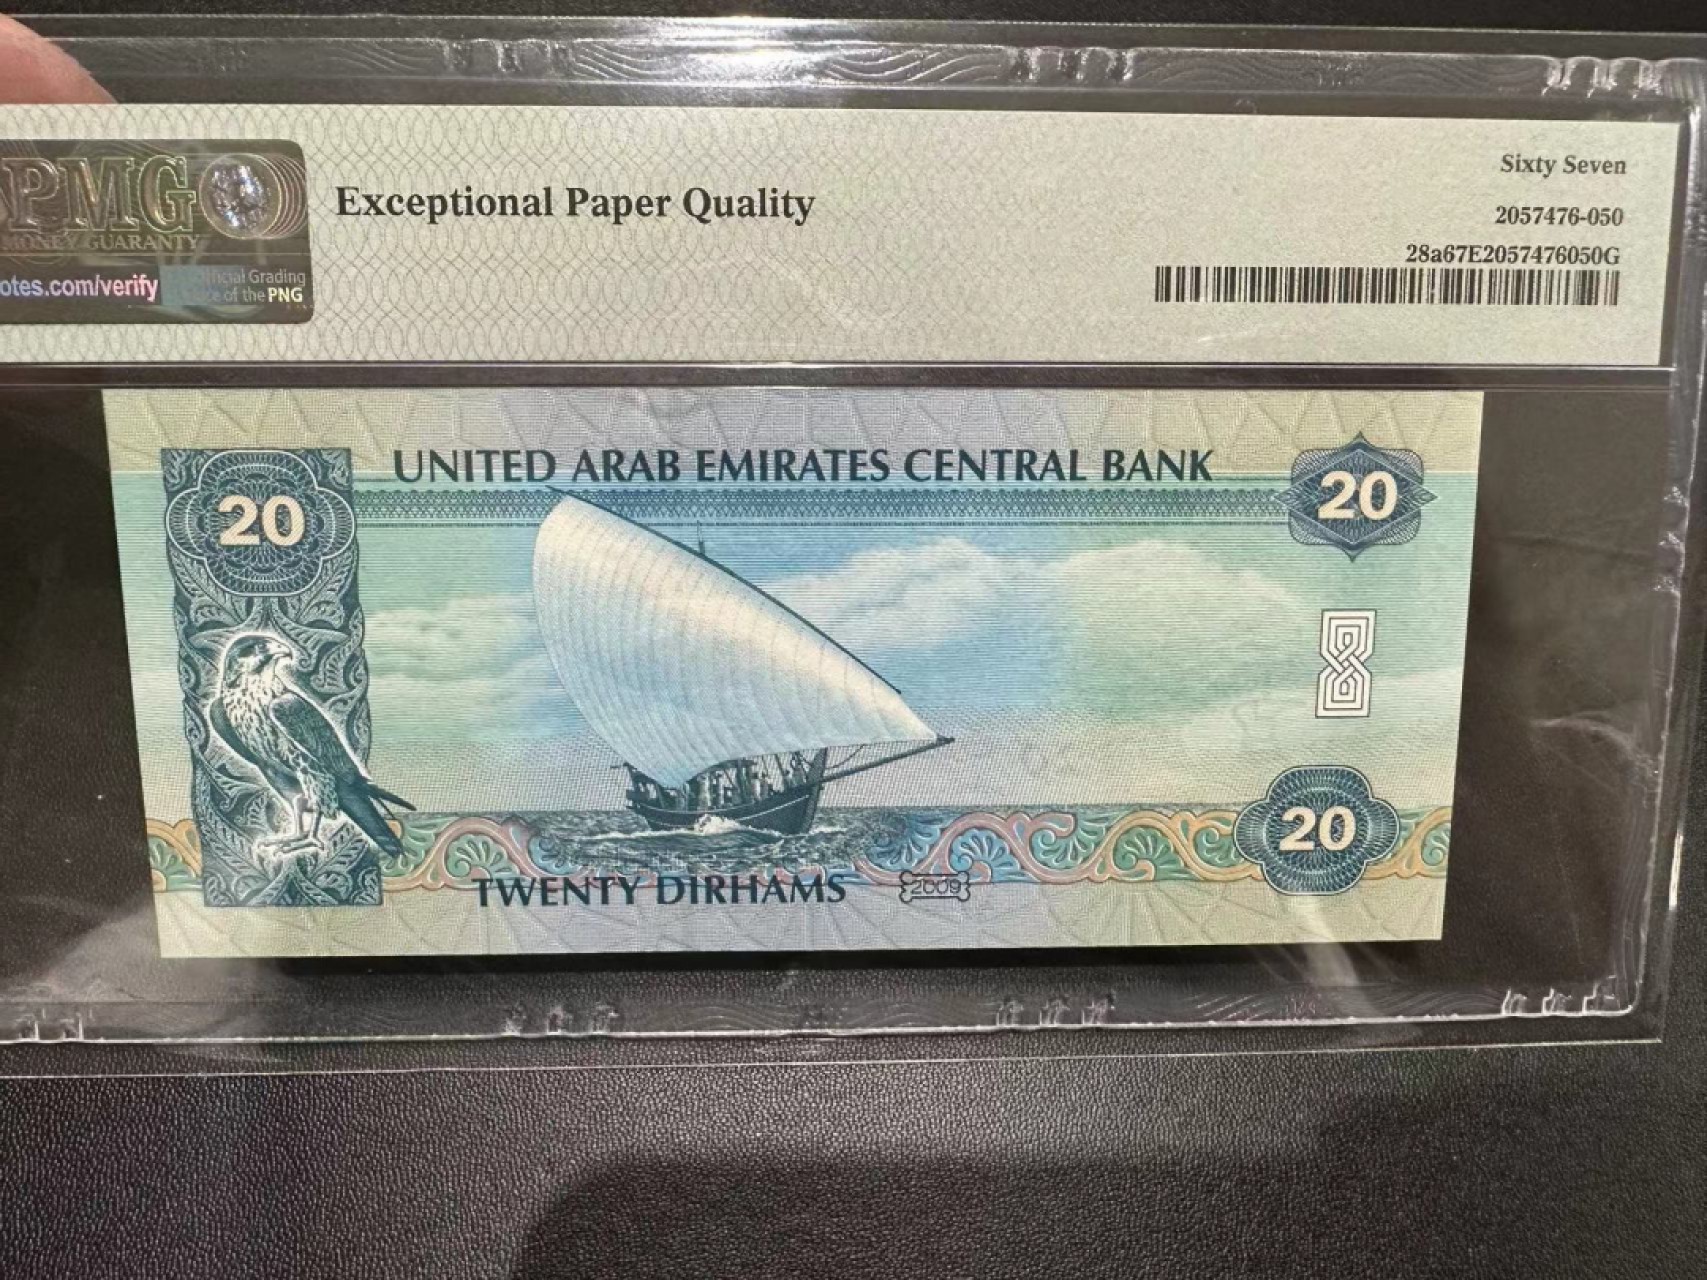 PMG
MONEY GUARANTY
otes.com/verify
Official Grading
of the PNG
Exceptional Paper Quality
Sixty Seven
2057476-050
28a67E2057476050G
UNITED ARAB EMIRATES CENTRAL BANK
20
20
20
TWENTY DIRHAMS
2009